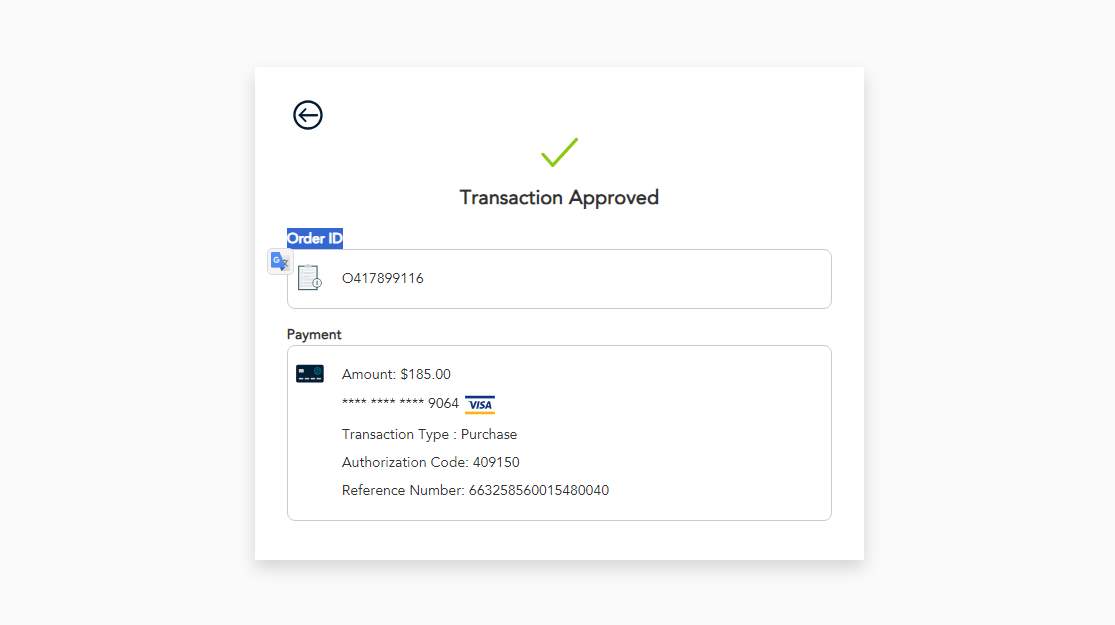 Transaction Approved
Order ID
O417899116
Payment
Amount: $185.00
**** **** **** 9064 VISA
Transaction Type : Purchase
Authorization Code: 409150
Reference Number: 663258560015480040